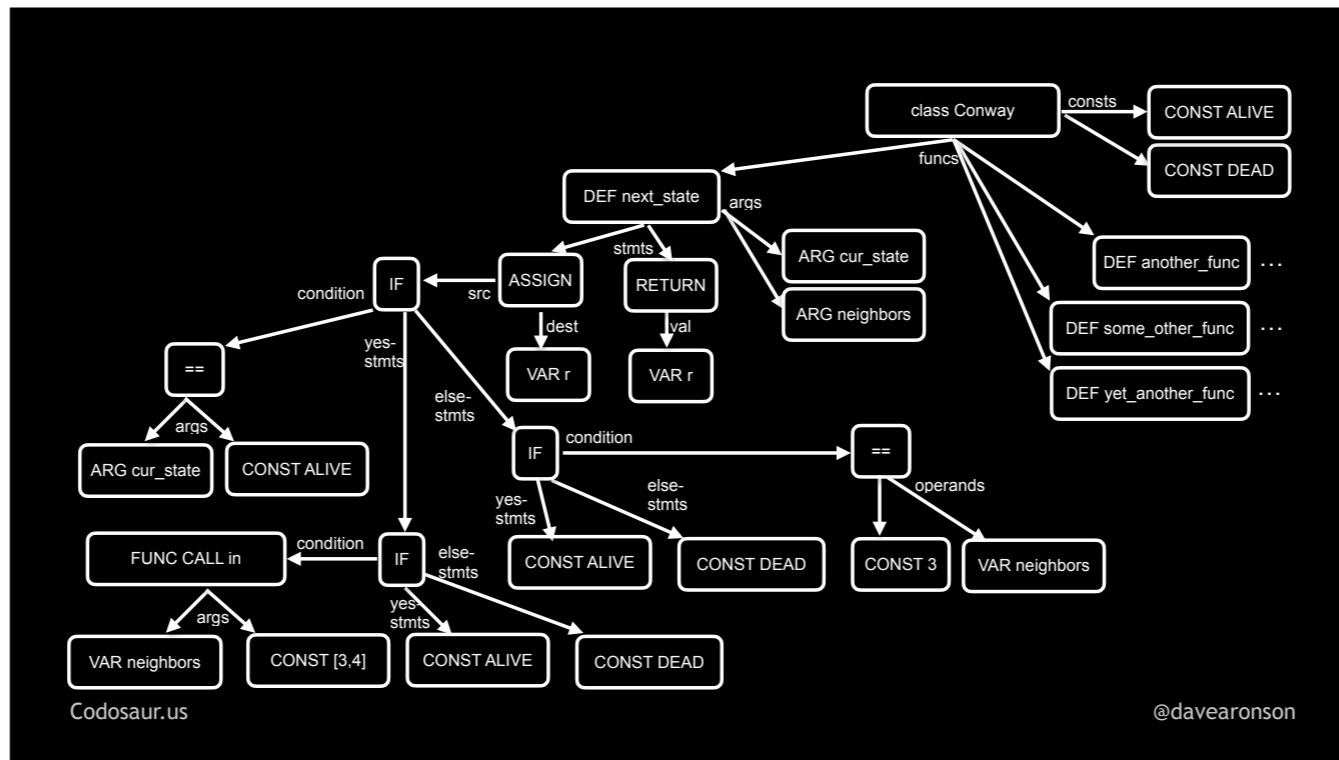 class Conway
consts
CONST ALIVE
CONST DEAD
funcs
DEF next_state
args
ARG cur_state
ARG neighbors
DEF another_func ...
DEF some_other_func ...
DEF yet_another_func ...
stmts
ASSIGN
RETURN
src
dest
val
VAR r
VAR r
IF
condition
yes-
stmts
else-
stmts
==
args
ARG cur_state
CONST ALIVE
IF
condition
==
operands
CONST 3
VAR neighbors
yes-
stmts
else-
stmts
CONST ALIVE
CONST DEAD
IF
condition
FUNC CALL in
args
VAR neighbors
CONST [3,4]
yes-
stmts
else-
stmts
CONST ALIVE
CONST DEAD
Codosaur.us
@davearonson